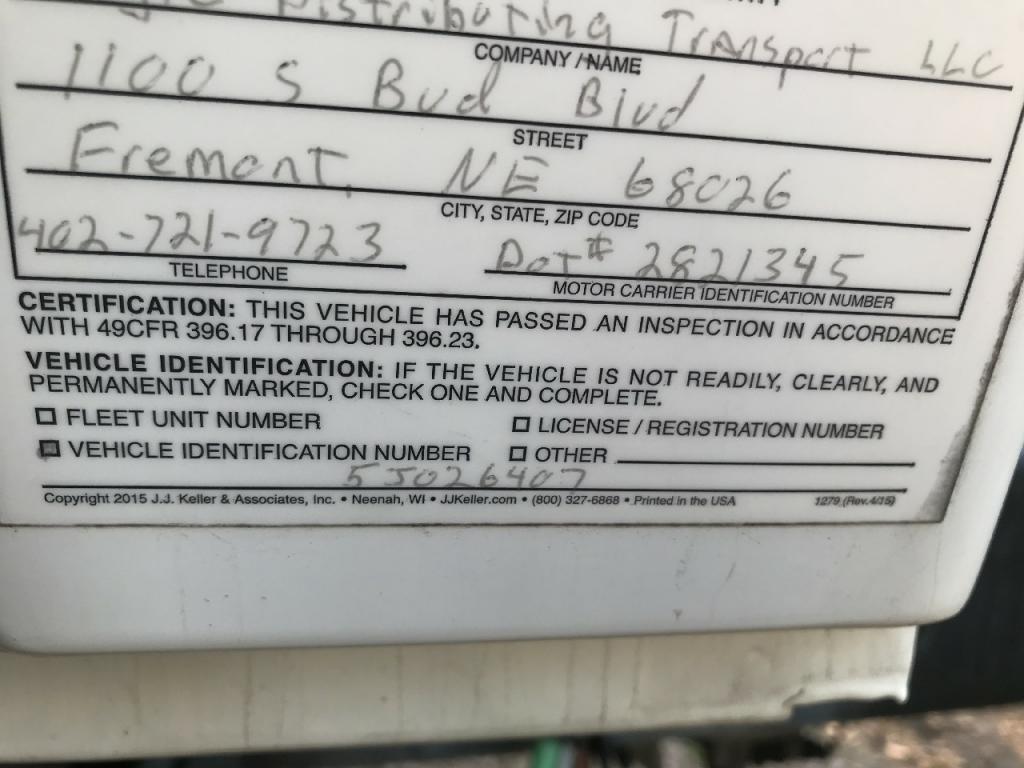 Distributing Transport LLC
COMPANY / NAME
1100 S Bud Blvd
STREET
Fremont, NE 68026
CITY, STATE, ZIP CODE
402-721-9723 Dot# 2821345
TELEPHONE MOTOR CARRIER IDENTIFICATION NUMBER
CERTIFICATION: THIS VEHICLE HAS PASSED AN INSPECTION IN ACCORDANCE
WITH 49CFR 396.17 THROUGH 396.23.
VEHICLE IDENTIFICATION: IF THE VEHICLE IS NOT READILY, CLEARLY, AND
PERMANENTLY MARKED, CHECK ONE AND COMPLETE.
FLEET UNIT NUMBER LICENSE / REGISTRATION NUMBER
VEHICLE IDENTIFICATION NUMBER OTHER
5J026407
Copyright 2015 J.J. Keller & Associates, Inc. • Neenah, WI • JJKeller.com • (800) 327-6868 • Printed in the USA 1279 (Rev. 4/15)